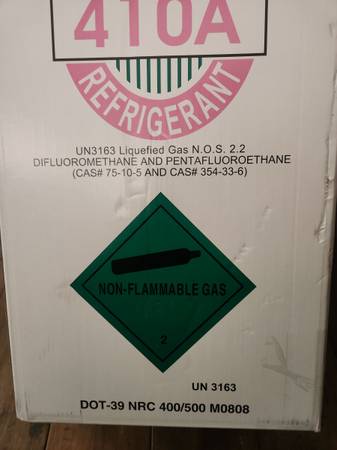 410A
REFRIGERANT
UN3163 Liquefied Gas N.O.S. 2.2
DIFLUOROMETHANE AND PENTAFLUOROETHANE
(CAS# 75-10-5 AND CAS# 354-33-6)
NON-FLAMMABLE GAS
2
UN 3163
DOT-39 NRC 400/500 M0808